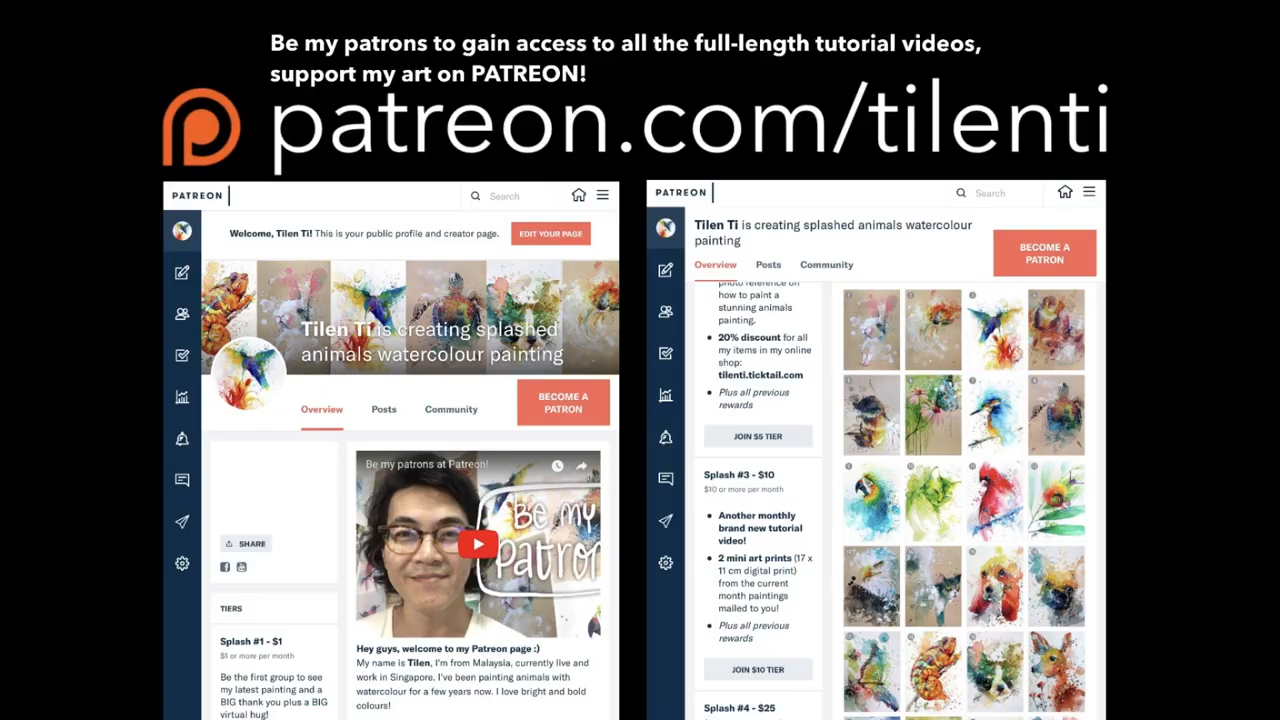 Be my patrons to gain access to all the full-length tutorial videos,
support my art on PATREON!
patreon.com/tilenti
PATREON
Search
Welcome, Tilen Ti! This is your public profile and creator page.
EDIT YOUR PAGE
Tilen Ti is creating splashed
animals watercolour painting
Overview
Posts
Community
BECOME A
PATRON
SHARE
TIERS
Splash #1 - $1
$1 or more per month
Be the first group to see
my latest painting and a
BIG thank you plus a BIG
virtual hug!
Be my patrons at Patreon!
Be my
Patron
Hey guys, welcome to my Patreon page :)
My name is Tilen, I'm from Malaysia, currently live and
work in Singapore. I've been painting animals with
watercolour for a few years now. I love bright and bold
colours!
PATREON
Search
Tilen Ti is creating splashed animals watercolour
painting
BECOME A
PATRON
Overview
Posts
Community
photo reference on
how to paint a
stunning animals
painting.
20% discount for all
my items in my online
shop:
tilenti.ticktail.com
Plus all previous
rewards
JOIN $5 TIER
Splash #3 - $10
$10 or more per month
Another monthly
brand new tutorial
video!
2 mini art prints (17 x
11 cm digital print)
from the current
month paintings
mailed to you!
Plus all previous
rewards
JOIN $10 TIER
Splash #4 - $25